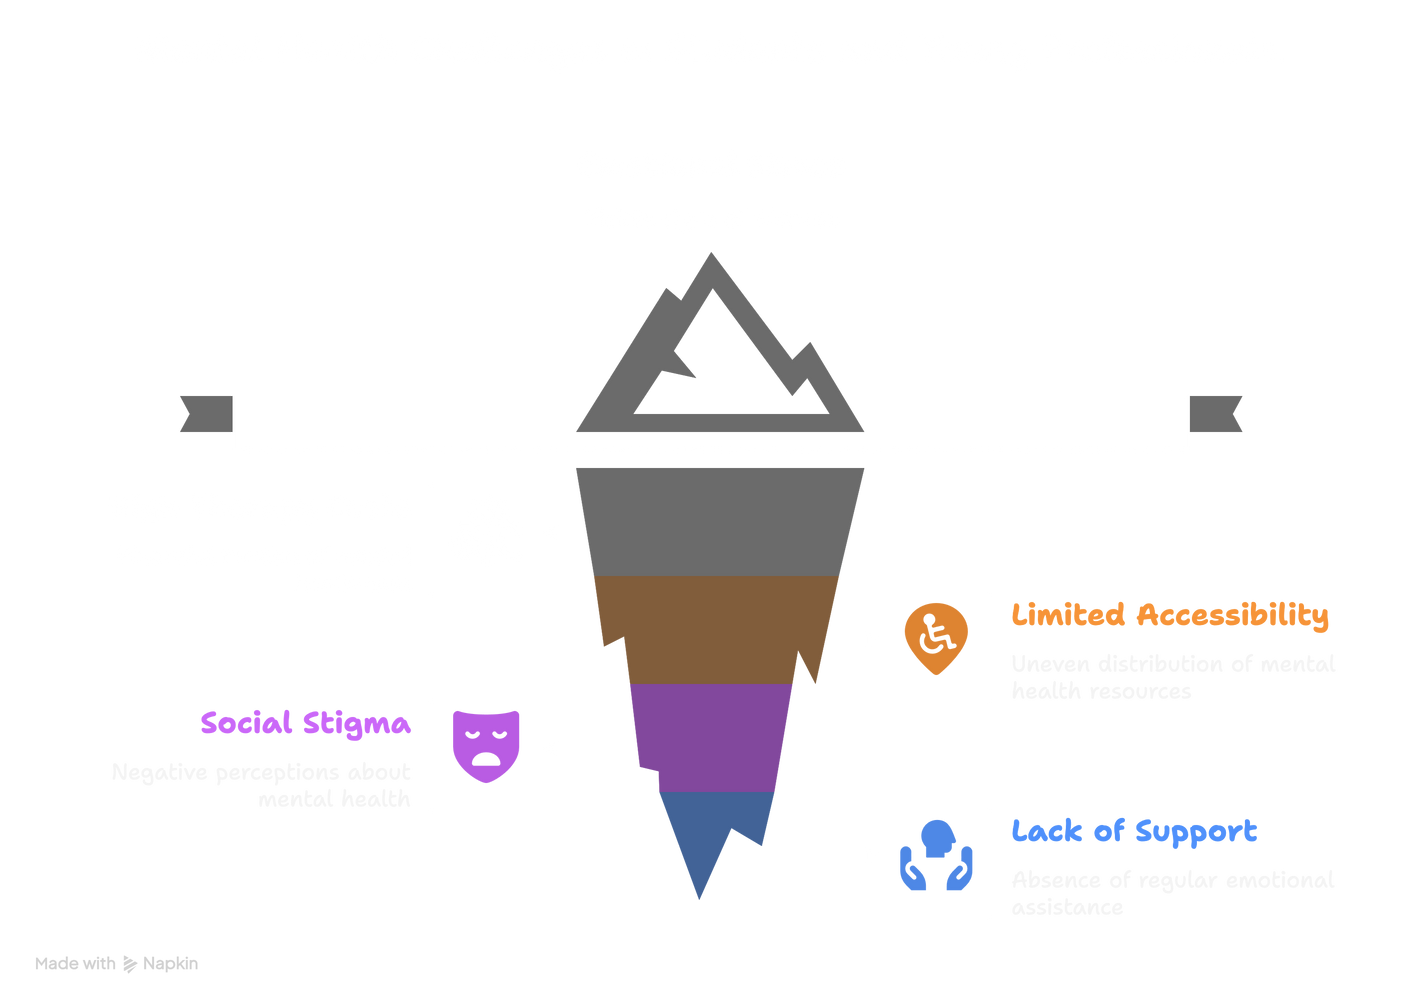 Limited Accessibility
Uneven distribution of mental
health resources
Social Stigma
Negative perceptions about
mental health
Lack of Support
Absence of regular emotional
assistance
Made with Napkin